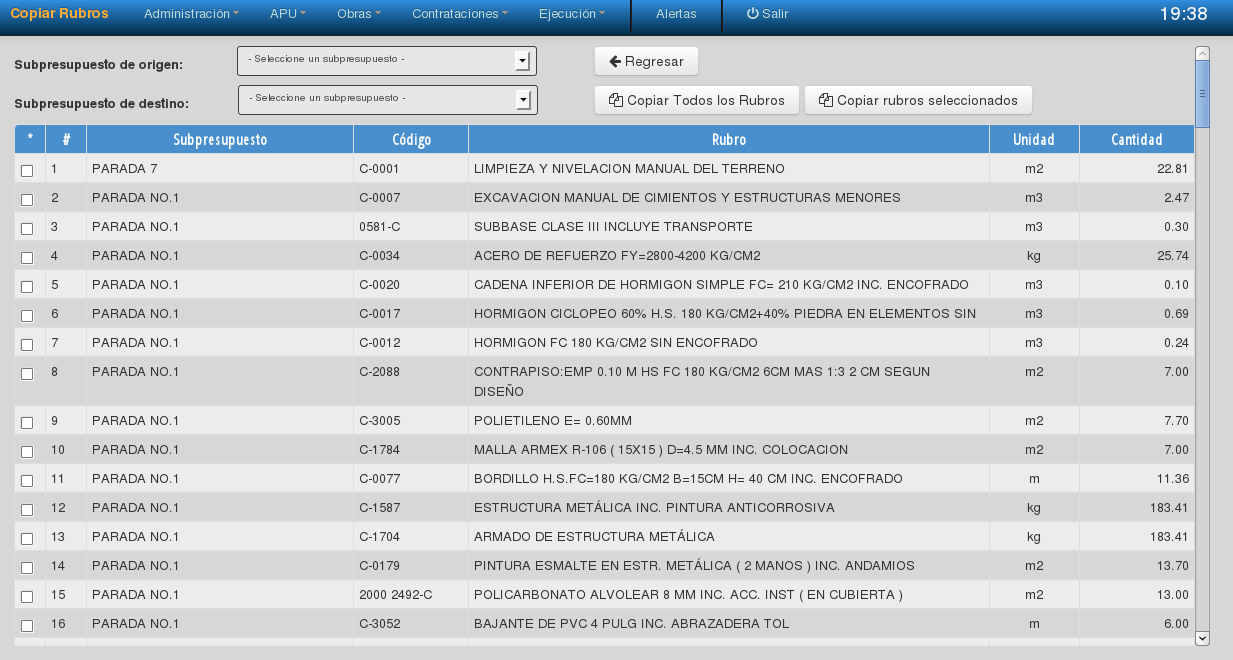 Copiar Rubros Administración APU Obras Contrataciones Ejecución Alertas Salir 19:38
Subpresupuesto de origen: - Seleccione un subpresupuesto - Regresar
Subpresupuesto de destino: - Seleccione un subpresupuesto - Copiar Todos los Rubros Copiar rubros seleccionados
* # Subpresupuesto Código Rubro Unidad Cantidad
1 PARADA 7 C-0001 LIMPIEZA Y NIVELACION MANUAL DEL TERRENO m2 22.81
2 PARADA NO.1 C-0007 EXCAVACION MANUAL DE CIMIENTOS Y ESTRUCTURAS MENORES m3 2.47
3 PARADA NO.1 0581-C SUBBASE CLASE III INCLUYE TRANSPORTE m3 0.30
4 PARADA NO.1 C-0034 ACERO DE REFUERZO FY=2800-4200 KG/CM2 kg 25.74
5 PARADA NO.1 C-0020 CADENA INFERIOR DE HORMIGON SIMPLE FC= 210 KG/CM2 INC. ENCOFRADO m3 0.10
6 PARADA NO.1 C-0017 HORMIGON CICLOPEO 60% H.S. 180 KG/CM2+40% PIEDRA EN ELEMENTOS SIN m3 0.69
7 PARADA NO.1 C-0012 HORMIGON FC 180 KG/CM2 SIN ENCOFRADO m3 0.24
8 PARADA NO.1 C-2088 CONTRAPISO:EMP 0.10 M HS FC 180 KG/CM2 6CM MAS 1:3 2 CM SEGUN m2 7.00
DISEÑO
9 PARADA NO.1 C-3005 POLIETILENO E= 0.60MM m2 7.70
10 PARADA NO.1 C-1784 MALLA ARMEX R-106 ( 15X15 ) D=4.5 MM INC. COLOCACION m2 7.00
11 PARADA NO.1 C-0077 BORDILLO H.S.FC=180 KG/CM2 B=15CM H= 40 CM INC. ENCOFRADO m 11.36
12 PARADA NO.1 C-1587 ESTRUCTURA METÁLICA INC. PINTURA ANTICORROSIVA kg 183.41
13 PARADA NO.1 C-1704 ARMADO DE ESTRUCTURA METÁLICA kg 183.41
14 PARADA NO.1 C-0179 PINTURA ESMALTE EN ESTR. METÁLICA ( 2 MANOS ) INC. ANDAMIOS m2 13.70
15 PARADA NO.1 2000 2492-C POLICARBONATO ALVOLEAR 8 MM INC. ACC. INST ( EN CUBIERTA ) m2 13.00
16 PARADA NO.1 C-3052 BAJANTE DE PVC 4 PULG INC. ABRAZADERA TOL m 6.00